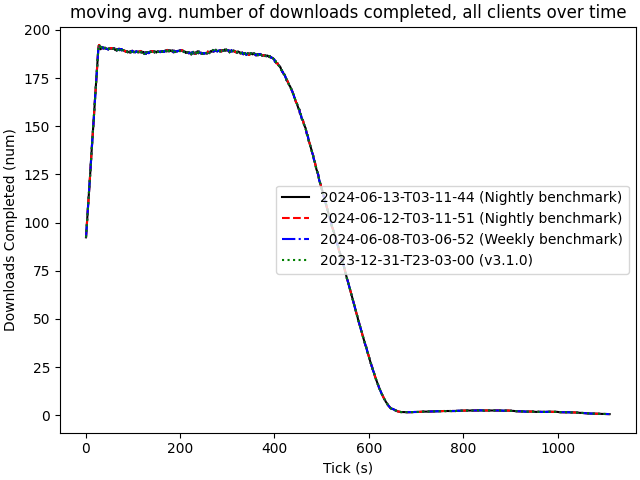 moving avg. number of downloads completed, all clients over time
Downloads Completed (num)
200
175
150
125
100
75
50
25
0
2024-06-13-T03-11-44 (Nightly benchmark)
2024-06-12-T03-11-51 (Nightly benchmark)
2024-06-08-T03-06-52 (Weekly benchmark)
2023-12-31-T23-03-00 (v3.1.0)
0 200 400 600 800 1000
Tick (s)